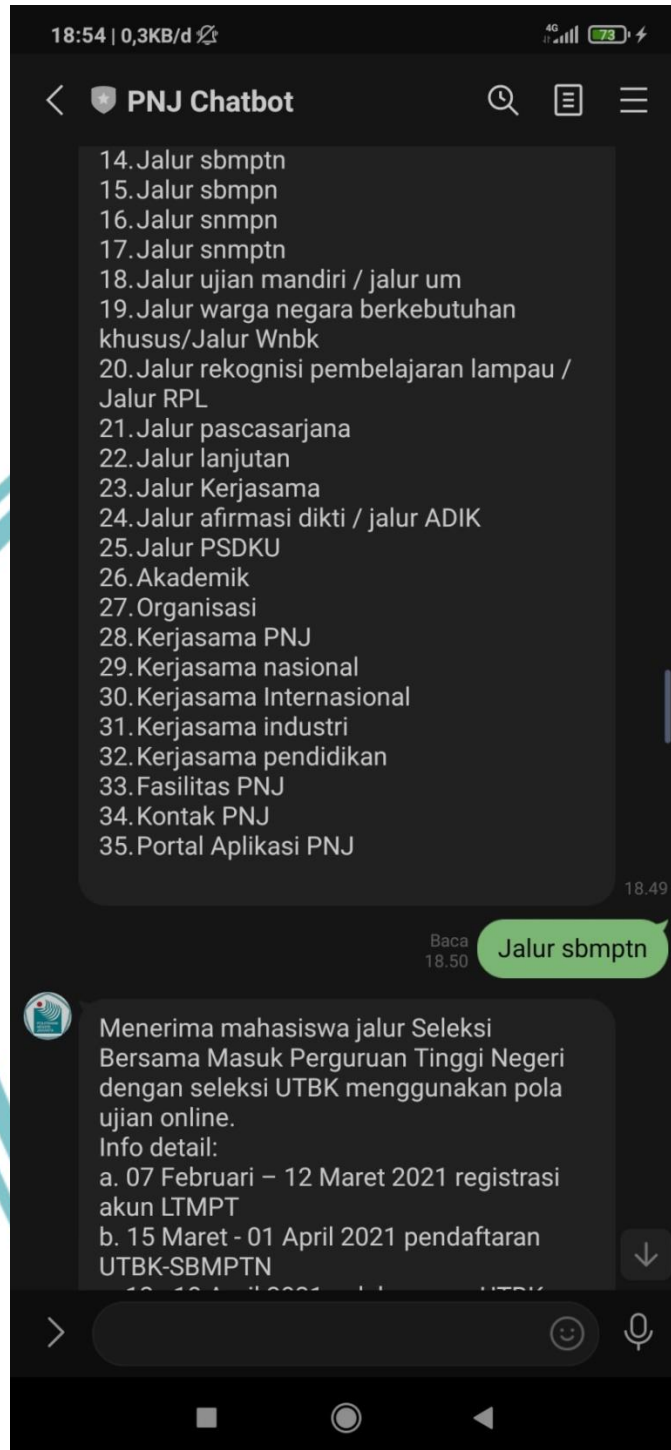 18:54 | 0,3KB/d
4G
73
PNJ Chatbot
14.Jalur sbmptn
15.Jalur sbmpn
16.Jalur snmpn
17.Jalur snmptn
18.Jalur ujian mandiri / jalur um
19.Jalur warga negara berkebutuhan
khusus/Jalur Wnbk
20.Jalur rekognisi pembelajaran lampau /
Jalur RPL
21.Jalur pascasarjana
22.Jalur lanjutan
23.Jalur Kerjasama
24.Jalur afirmasi dikti / jalur ADIK
25.Jalur PSDKU
26.Akademik
27.Organisasi
28.Kerjasama PNJ
29.Kerjasama nasional
30.Kerjasama Internasional
31.Kerjasama industri
32.Kerjasama pendidikan
33.Fasilitas PNJ
34.Kontak PNJ
35.Portal Aplikasi PNJ
18.49
Baca
18.50
Jalur sbmptn
Menerima mahasiswa jalur Seleksi
Bersama Masuk Perguruan Tinggi Negeri
dengan seleksi UTBK menggunakan pola
ujian online.
Info detail:
a. 07 Februari – 12 Maret 2021 registrasi
akun LTMPT
b. 15 Maret - 01 April 2021 pendaftaran
UTBK-SBMPTN